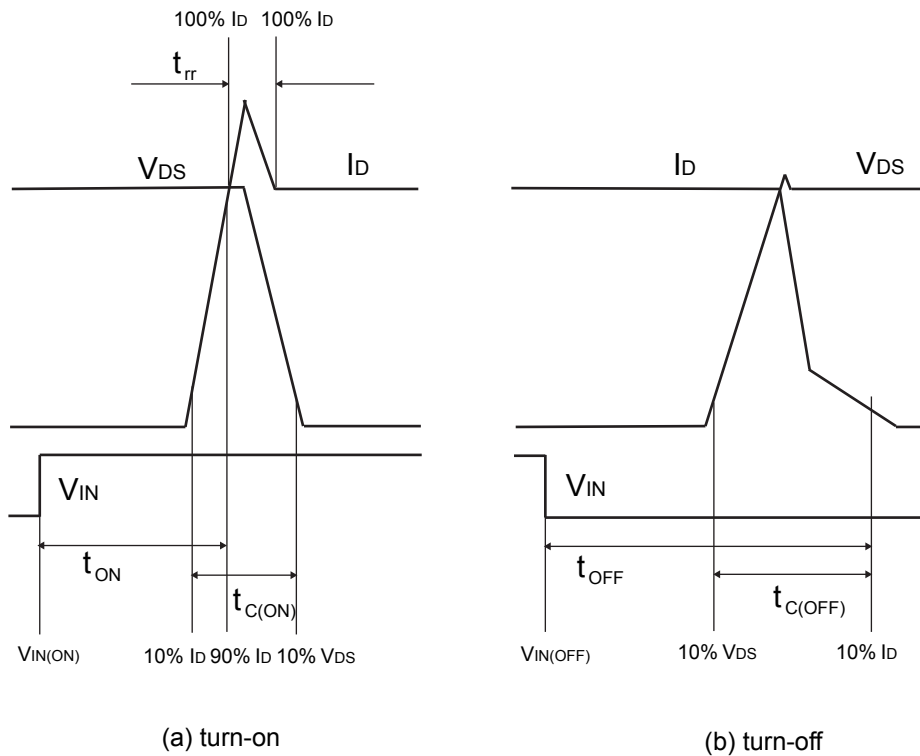 100% ID 100% ID
trr
VDS ID
ID VDS
VIN
VIN
tON
tOFF
tC(ON)
tC(OFF)
VIN(ON) 10% ID 90% ID 10% VDS
VIN(OFF) 10% VDS 10% ID
(a) turn-on
(b) turn-off